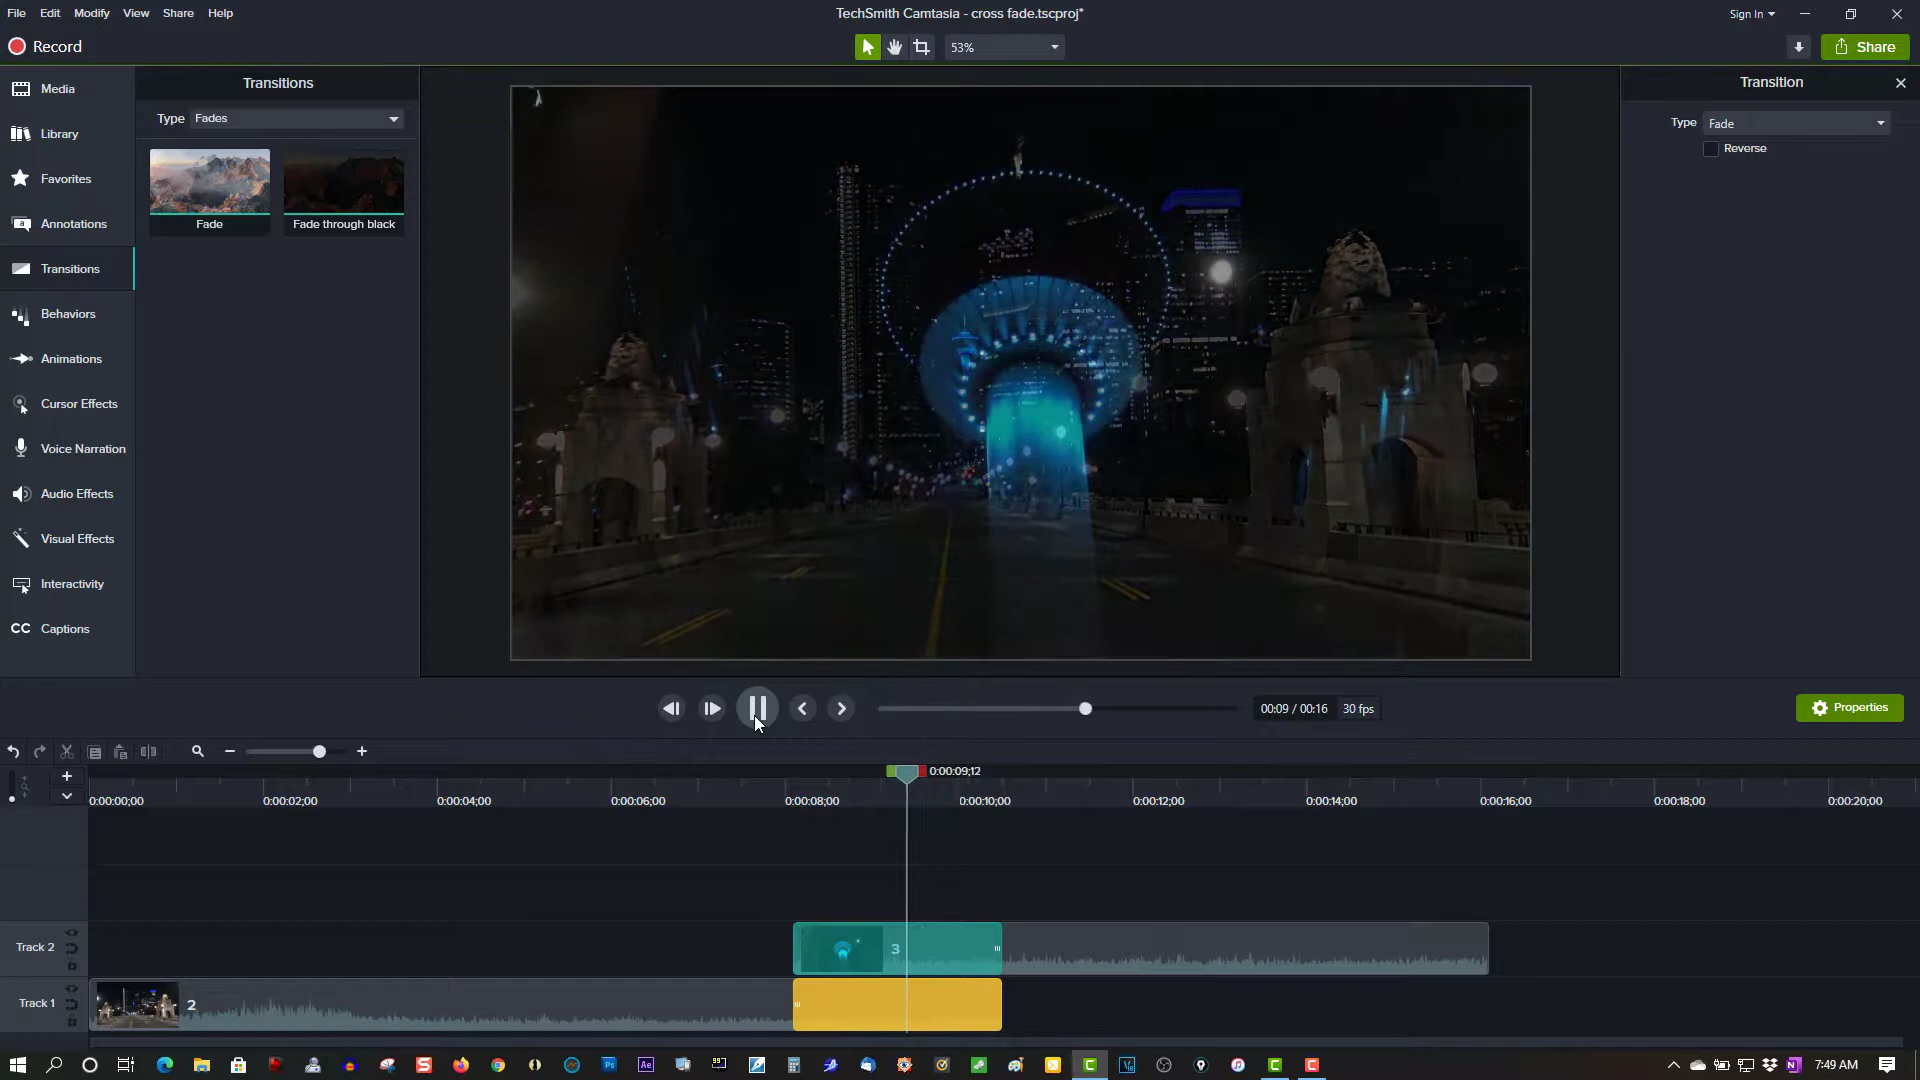 File Edit Modify View Share Help
TechSmith Camtasia - cross fade.tscproj*
Sign In
Record
53%
Share
Media
Library
Favorites
Annotations
Transitions
Behaviors
Animations
Cursor Effects
Voice Narration
Audio Effects
Visual Effects
Interactivity
CC Captions
Transitions
Type Fades
Fade
Fade through black
Transition
Type Fade
Reverse
00:09 / 00:16 30 fps
Properties
0:00:09;12
0:00:00;00 0:00:02;00 0:00:04;00 0:00:06;00 0:00:08;00 0:00:10;00 0:00:12;00 0:00:14;00 0:00:16;00 0:00:18;00 0:00:20;00
Track 2
3
Track 1
2
7:49 AM